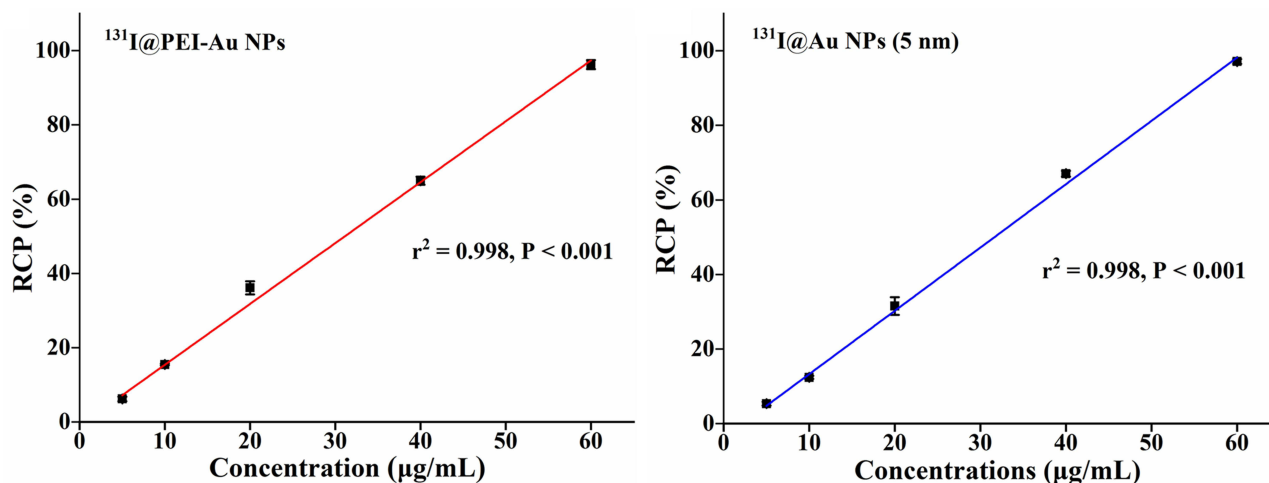 ¹³¹I@PEI-Au NPs
RCP (%)
100
80
60
40
20
0
r² = 0.998, P < 0.001
0 10 20 30 40 50 60
Concentration (µg/mL)
¹³¹I@Au NPs (5 nm)
RCP (%)
100
80
60
40
20
0
r² = 0.998, P < 0.001
0 10 20 30 40 50 60
Concentrations (µg/mL)